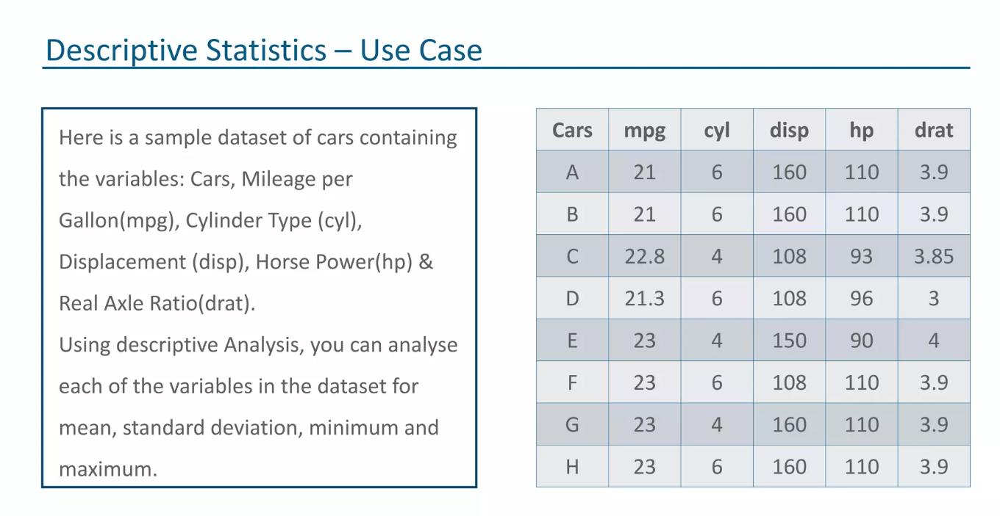 Descriptive Statistics – Use Case
Here is a sample dataset of cars containing
the variables: Cars, Mileage per
Gallon(mpg), Cylinder Type (cyl),
Displacement (disp), Horse Power(hp) &
Real Axle Ratio(drat).
Using descriptive Analysis, you can analyse
each of the variables in the dataset for
mean, standard deviation, minimum and
maximum.
Cars mpg cyl disp hp drat
A 21 6 160 110 3.9
B 21 6 160 110 3.9
C 22.8 4 108 93 3.85
D 21.3 6 108 96 3
E 23 4 150 90 4
F 23 6 108 110 3.9
G 23 4 160 110 3.9
H 23 6 160 110 3.9